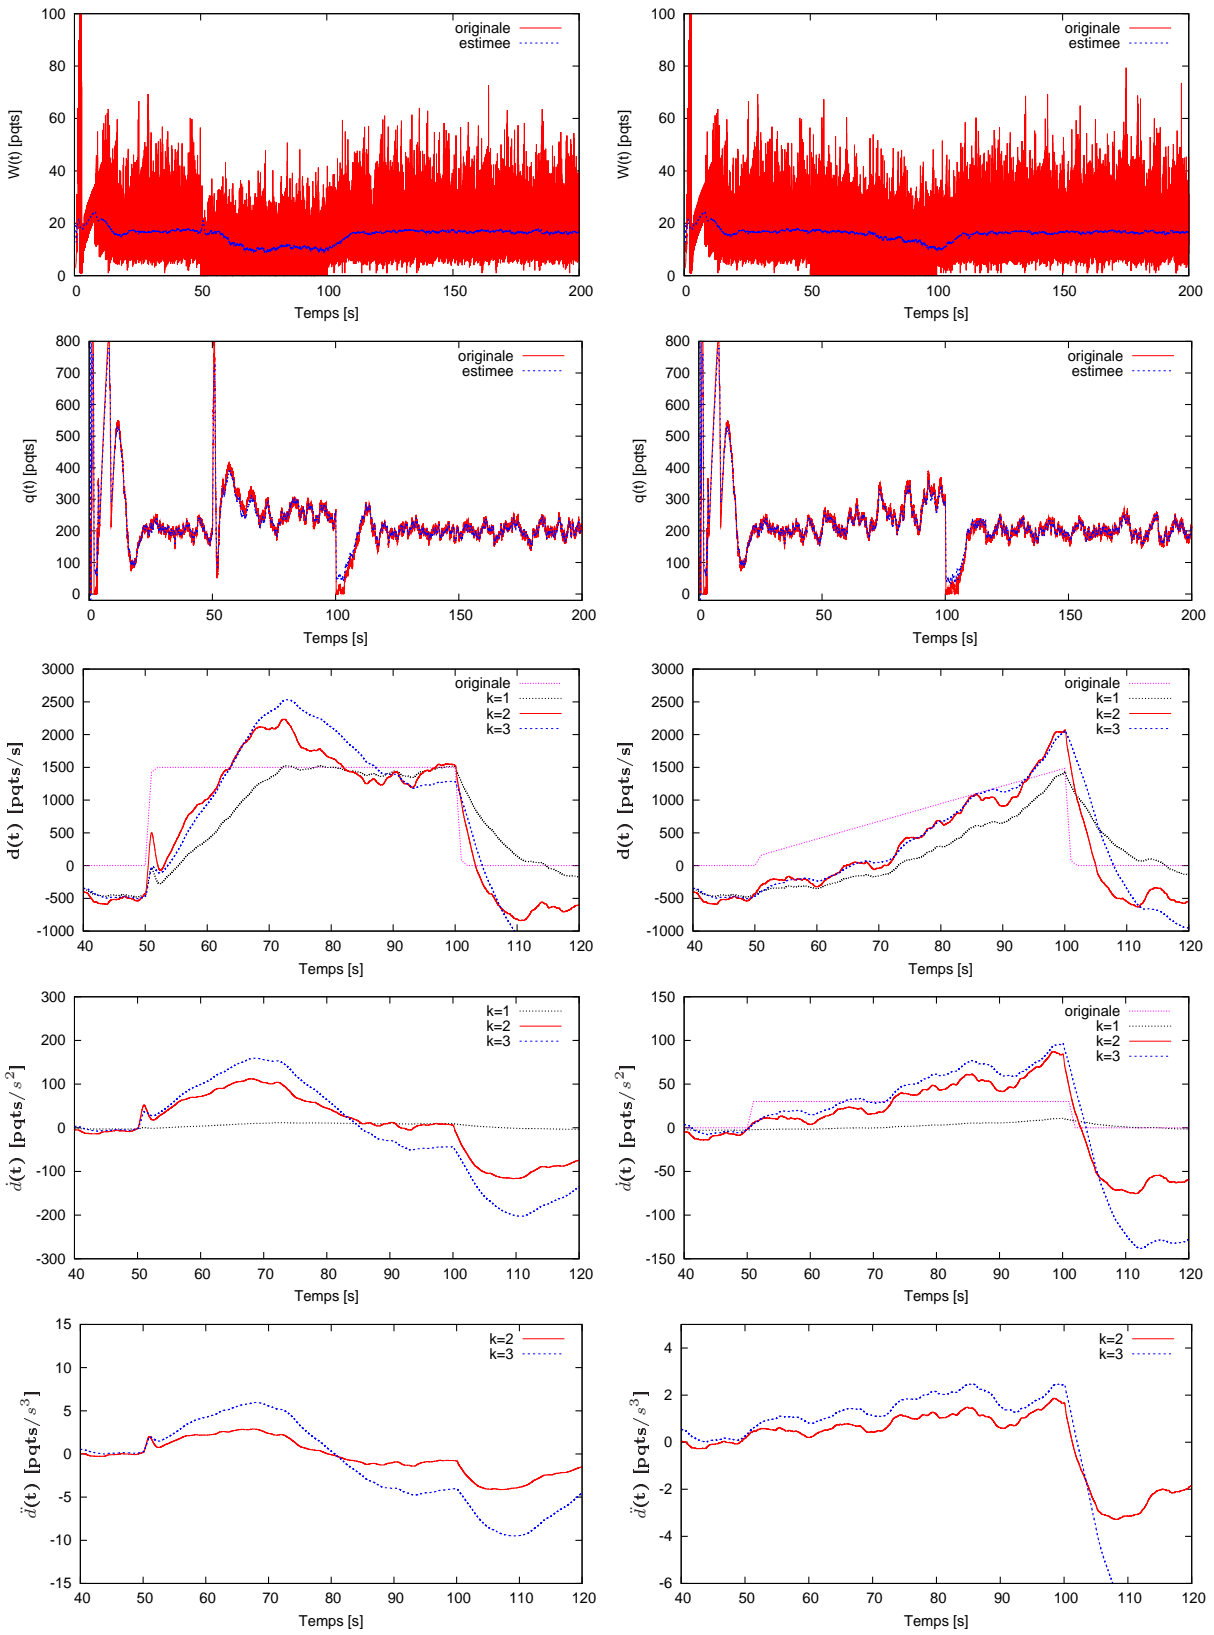 W(t) [pqts]
100
80
60
40
20
0
0 50 100 150 200
Temps [s]
originale
estimee
W(t) [pqts]
100
80
60
40
20
0
0 50 100 150 200
Temps [s]
originale
estimee
q(t) [pqts]
800
700
600
500
400
300
200
100
0
0 50 100 150 200
Temps [s]
originale
estimee
q(t) [pqts]
800
700
600
500
400
300
200
100
0
0 50 100 150 200
Temps [s]
originale
estimee
d(t) [pqts/s]
3000
2500
2000
1500
1000
500
0
-500
-1000
40 50 60 70 80 90 100 110 120
Temps [s]
originale
k=1
k=2
k=3
d(t) [pqts/s]
3000
2500
2000
1500
1000
500
0
-500
-1000
40 50 60 70 80 90 100 110 120
Temps [s]
originale
k=1
k=2
k=3
ḋ(t) [pqts/s²]
300
200
100
0
-100
-200
-300
40 50 60 70 80 90 100 110 120
Temps [s]
k=1
k=2
k=3
ḋ(t) [pqts/s²]
150
100
50
0
-50
-100
-150
40 50 60 70 80 90 100 110 120
Temps [s]
originale
k=1
k=2
k=3
d̈(t) [pqts/s³]
15
10
5
0
-5
-10
-15
40 50 60 70 80 90 100 110 120
Temps [s]
k=2
k=3
d̈(t) [pqts/s³]
4
2
0
-2
-4
-6
40 50 60 70 80 90 100 110 120
Temps [s]
k=2
k=3